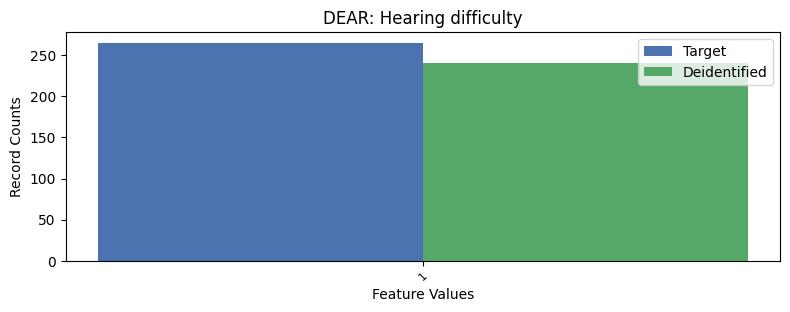 DEAR: Hearing difficulty
Target
Deidentified
Record Counts
250
200
150
100
50
0
1
Feature Values